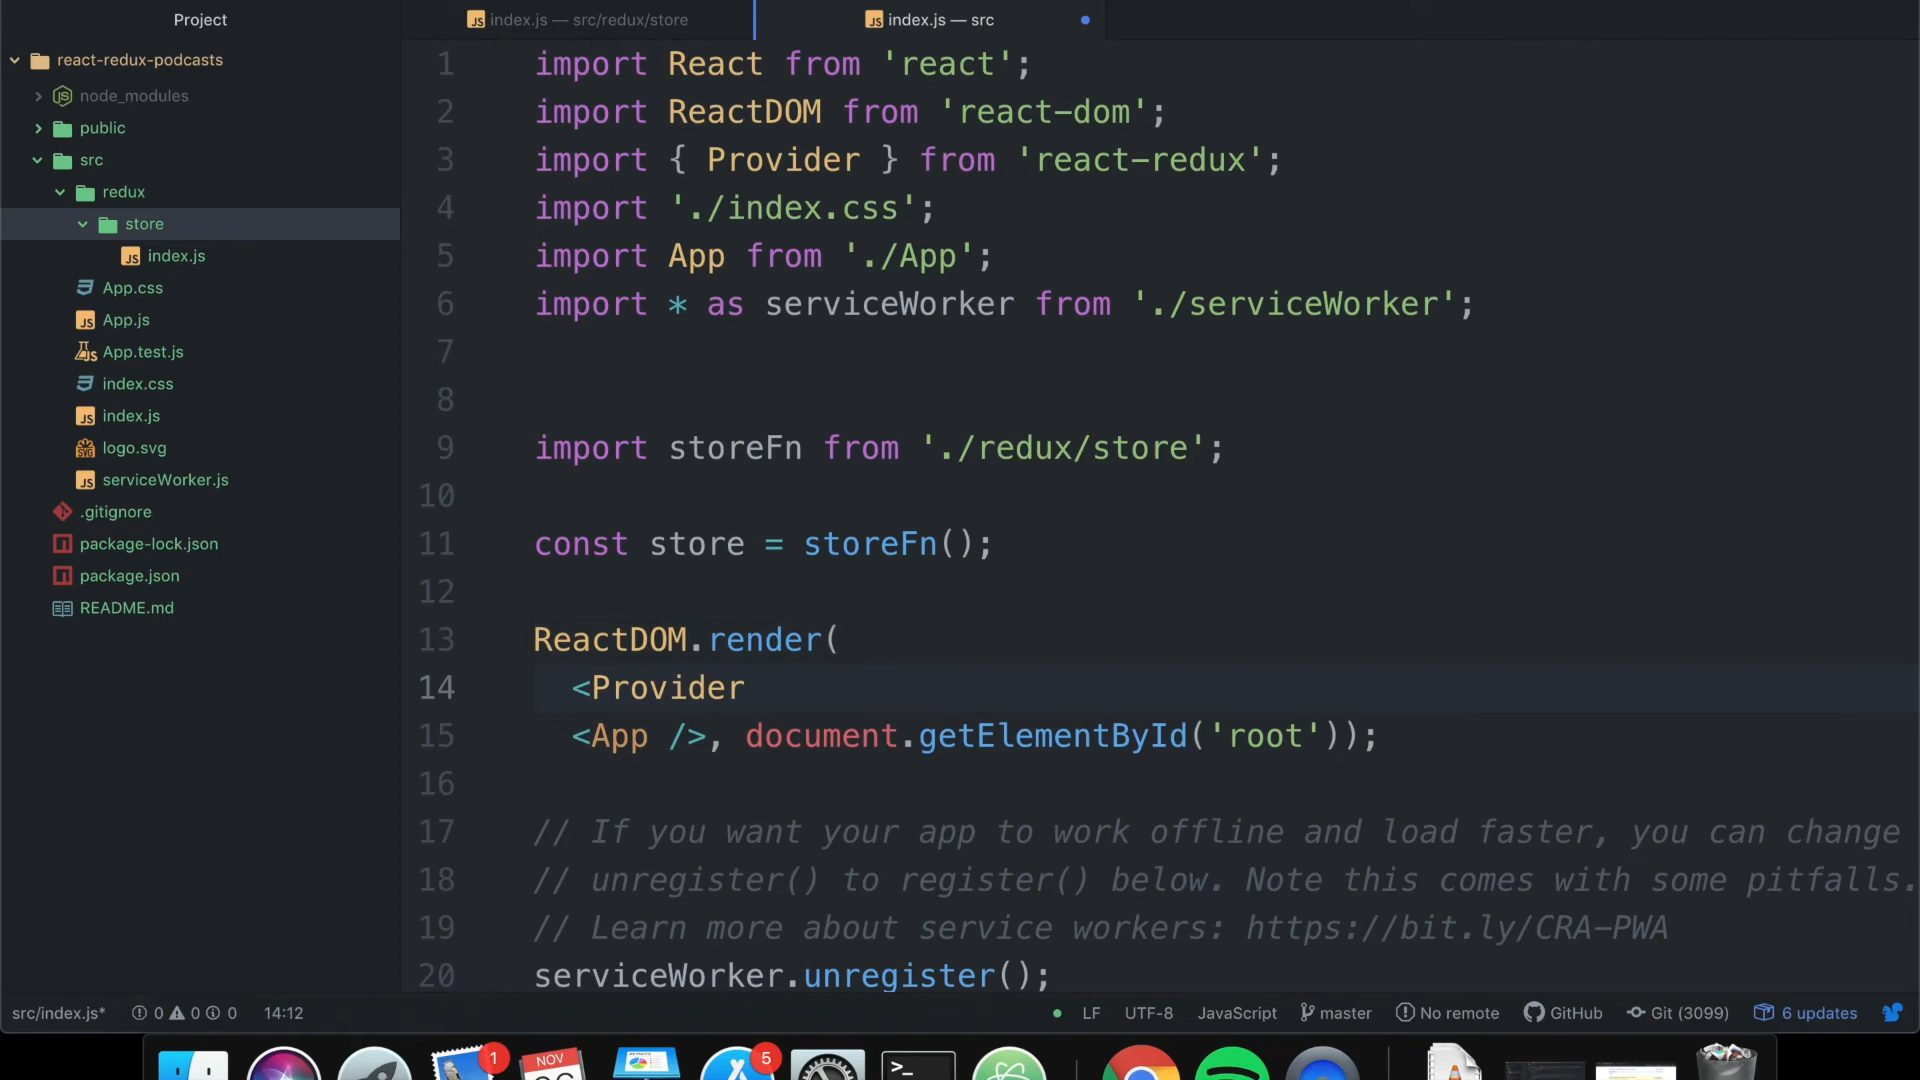 Project
react-redux-podcasts
node_modules
public
src
redux
store
index.js
App.css
App.js
App.test.js
index.css
index.js
logo.svg
serviceWorker.js
.gitignore
package-lock.json
package.json
README.md
index.js — src/redux/store
index.js — src
1 import React from 'react';
2 import ReactDOM from 'react-dom';
3 import { Provider } from 'react-redux';
4 import './index.css';
5 import App from './App';
6 import * as serviceWorker from './serviceWorker';
7
8
9 import storeFn from './redux/store';
10
11 const store = storeFn();
12
13 ReactDOM.render(
14 <Provider
15 <App />, document.getElementById('root'));
16
17 // If you want your app to work offline and load faster, you can change
18 // unregister() to register() below. Note this comes with some pitfalls.
19 // Learn more about service workers: https://bit.ly/CRA-PWA
20 serviceWorker.unregister();
src/index.js* 0 0 0 14:12 LF UTF-8 JavaScript master No remote GitHub Git (3099) 6 updates
1
NOV
5
>_